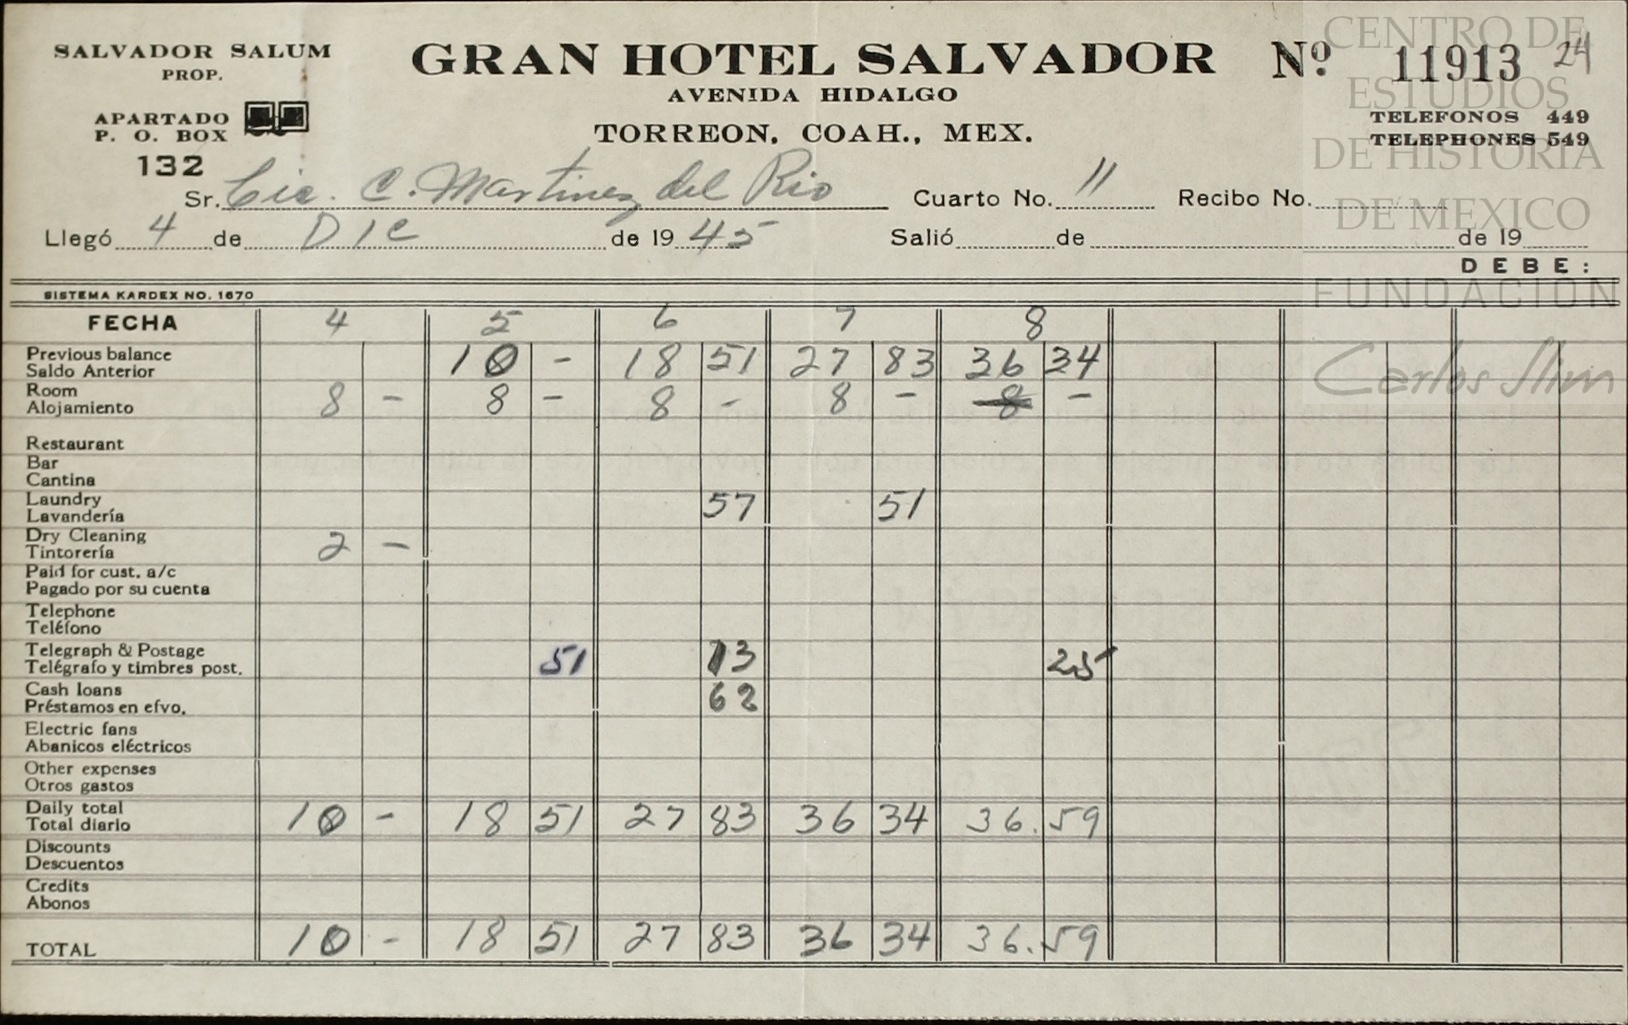 SALVADOR SALUM
PROP.
APARTADO
P. O. BOX
132
GRAN HOTEL SALVADOR
AVENIDA HIDALGO
TORREON, COAH., MEX.
Nº 11913 24
TELEFONOS 449
TELEPHONES 549
CENTRO DE
ESTUDIOS
DE HISTORIA
DE MÉXICO
FUNDACIÓN
Carlos Slim
Sr. Lic. C. Martinez del Rio Cuarto No. 11 Recibo No.
Llegó 4 de DIC de 19 45 Salió de de 19
DEBE:
SISTEMA KARDEX NO. 1670
FECHA 4 5 6 7 8
Previous balance
Saldo Anterior 10 - 18 51 27 83 36 34
Room
Alojamiento 8 - 8 - 8 - 8 - 8 -
Restaurant
Bar
Cantina
Laundry
Lavandería 57 51
Dry Cleaning
Tintorería 2 -
Paid for cust. a/c
Pagado por su cuenta
Telephone
Teléfono
Telegraph & Postage
Telégrafo y timbres post. 51 13 25
Cash loans
Préstamos en efvo. 62
Electric fans
Abanicos eléctricos
Other expenses
Otros gastos
Daily total
Total diario 10 - 18 51 27 83 36 34 36.59
Discounts
Descuentos
Credits
Abonos
TOTAL 10 - 18 51 27 83 36 34 36.59